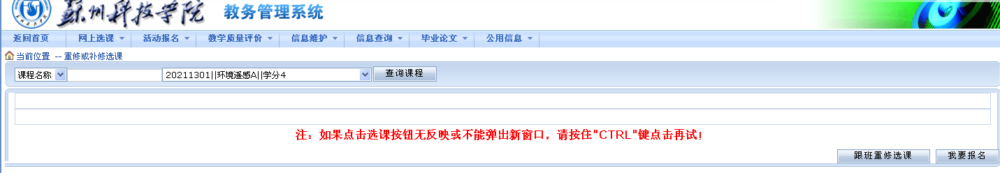 蘇州科技学院 教务管理系统
返回首页 网上选课 活动报名 教学质量评价 信息维护 信息查询 毕业论文 公用信息
当前位置 -- 重修或补修选课
课程名称 20211301||环境遥感A||学分4 查询课程
注：如果点击选课按钮无反映或不能弹出新窗口，请按住"CTRL"键点击再试!
跟班重修选课 我要报名